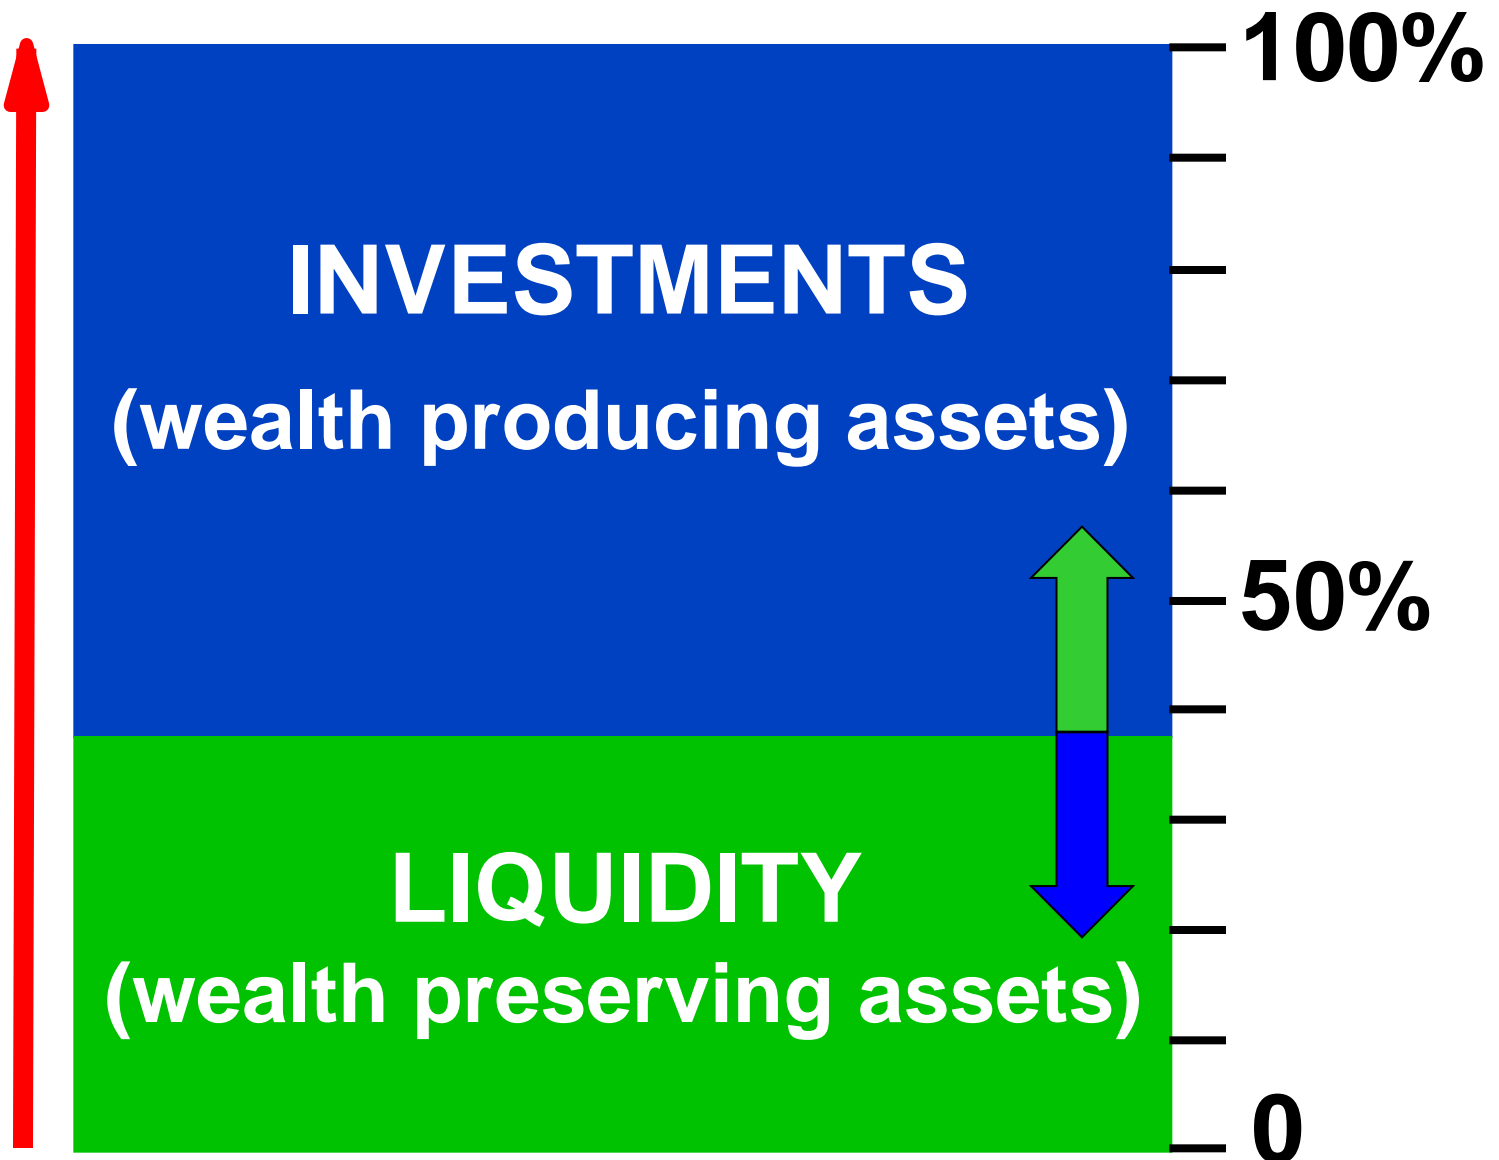 100%
INVESTMENTS
(wealth producing assets)
50%
LIQUIDITY
(wealth preserving assets)
0